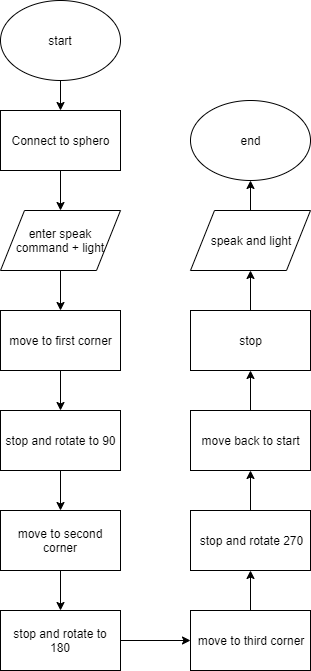 start
Connect to sphero
enter speak
command + light
move to first corner
stop and rotate to 90
move to second
corner
stop and rotate to
180
move to third corner
stop and rotate 270
move back to start
stop
speak and light
end